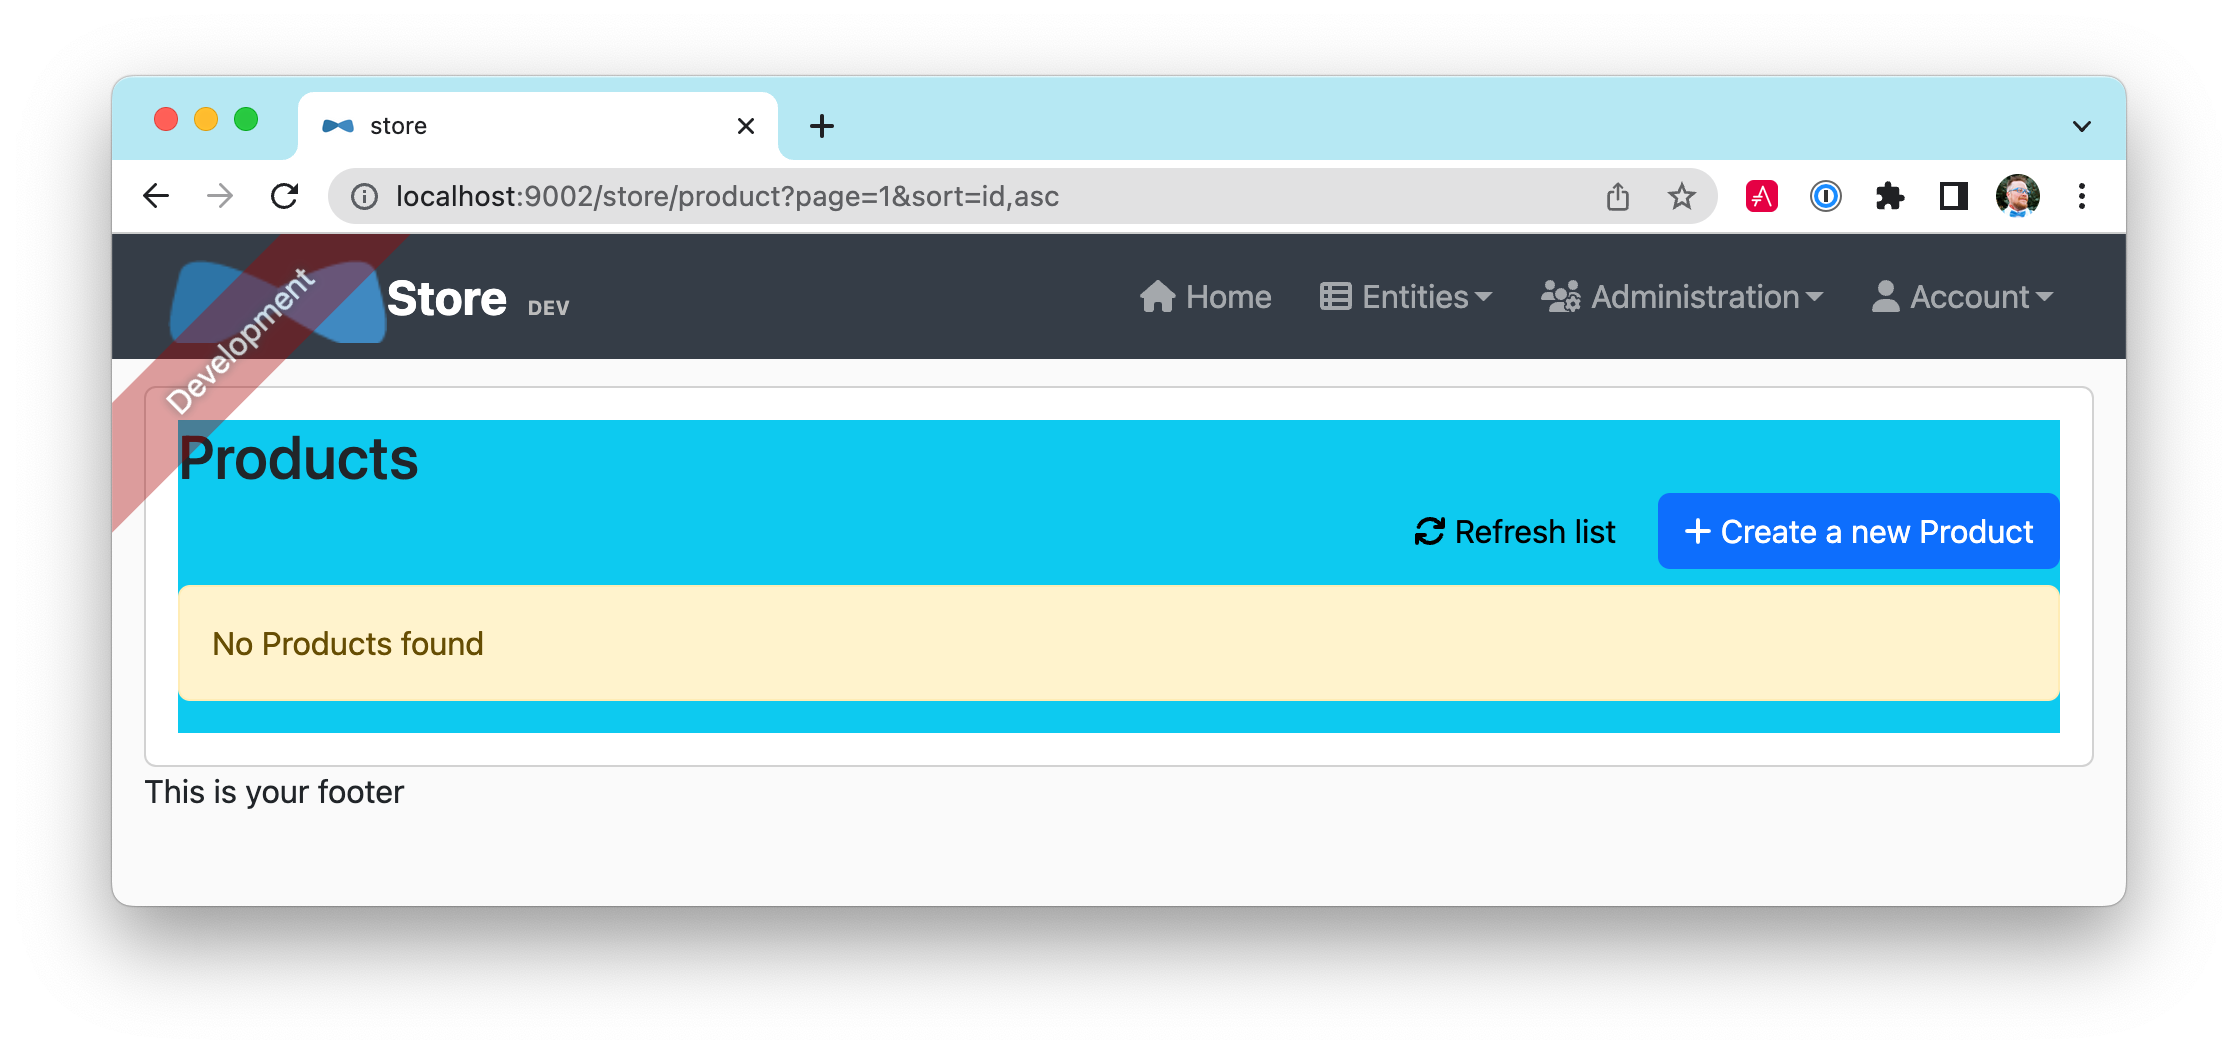 store
localhost:9002/store/product?page=1&sort=id,asc
Development
Store DEV
Home
Entities
Administration
Account
Products
Refresh list
Create a new Product
No Products found
This is your footer